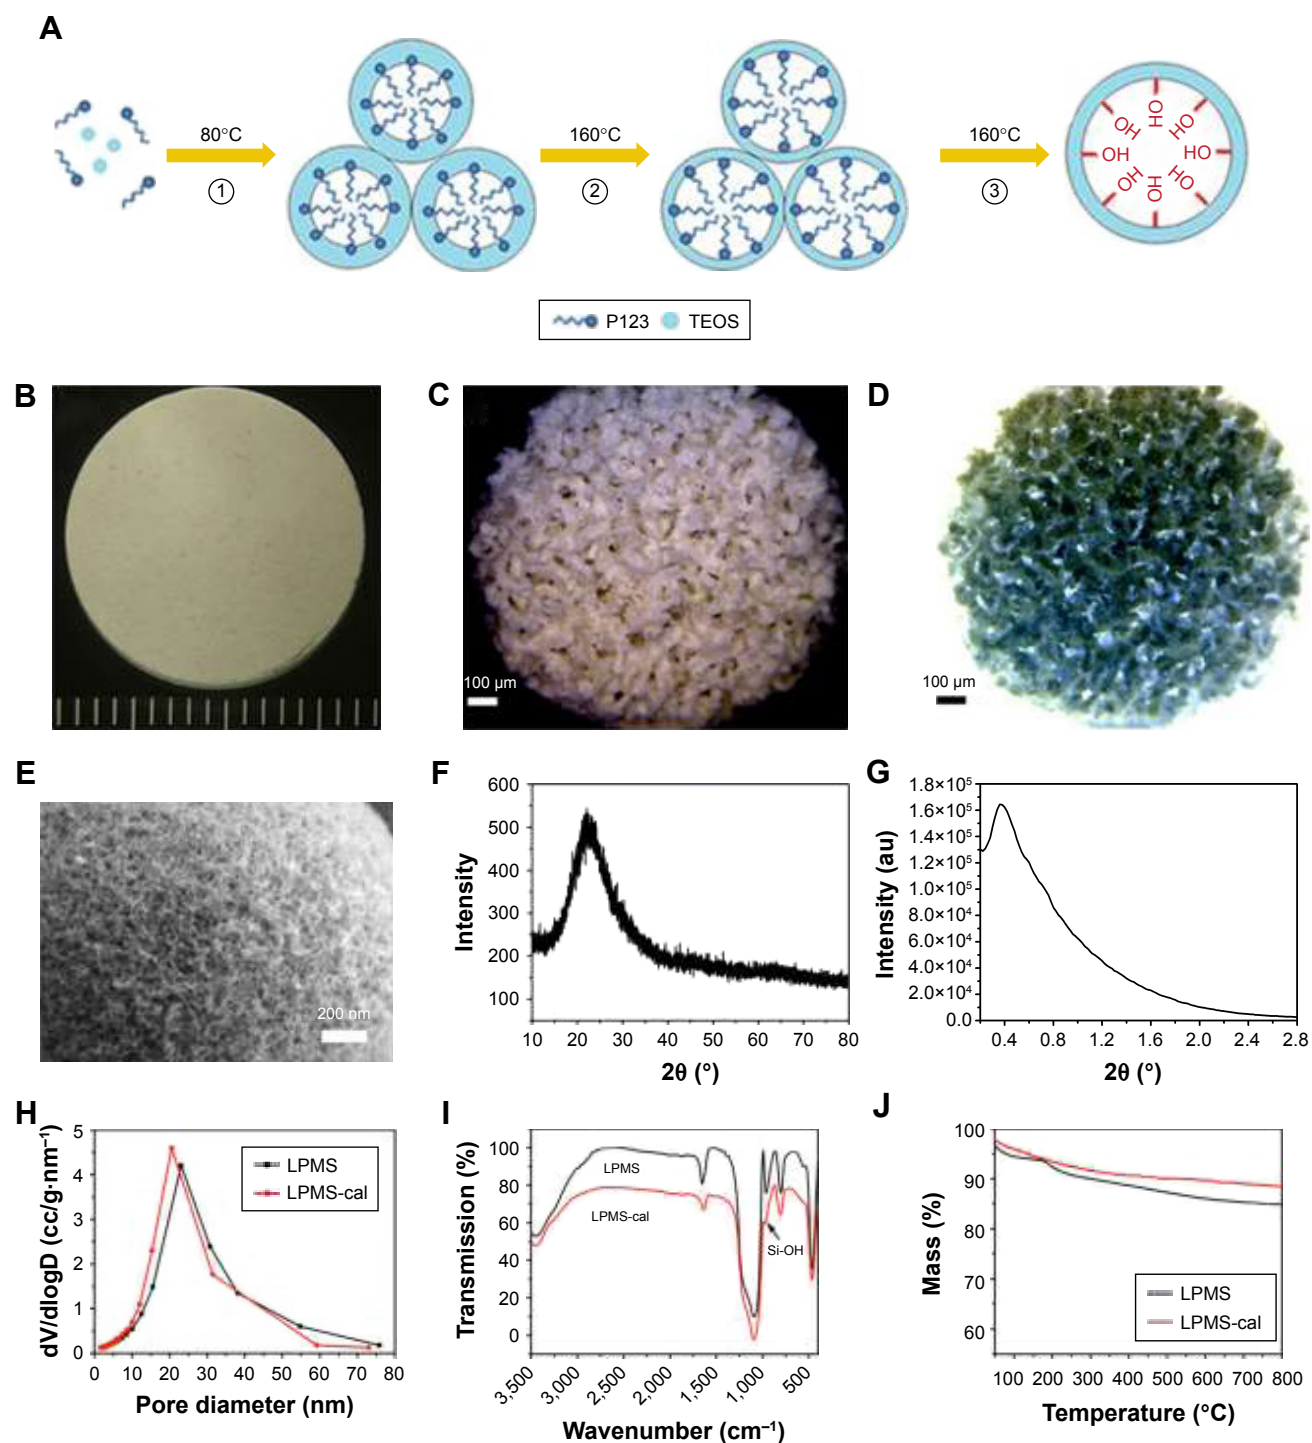 A
80°C
①
160°C
②
160°C
③
OH
HO
HO
HO
OH
HO
OH
HO
P123
TEOS
B
C
100 µm
D
100 µm
E
200 nm
F
600
500
400
300
200
100
10 20 30 40 50 60 70 80
Intensity
2θ (°)
G
1.8×10⁵
1.6×10⁵
1.4×10⁵
1.2×10⁵
1.0×10⁵
8.0×10⁴
6.0×10⁴
4.0×10⁴
2.0×10⁴
0.0
0.4 0.8 1.2 1.6 2.0 2.4 2.8
Intensity (au)
2θ (°)
H
5
4
3
2
1
0
0 10 20 30 40 50 60 70 80
dV/dlogD (cc/g·nm⁻¹)
Pore diameter (nm)
LPMS
LPMS-cal
I
100
80
60
40
20
0
3,500 3,000 2,500 2,000 1,500 1,000 500
Transmission (%)
Wavenumber (cm⁻¹)
LPMS
LPMS-cal
Si-OH
J
100
90
80
70
60
100 200 300 400 500 600 700 800
Mass (%)
Temperature (°C)
LPMS
LPMS-cal